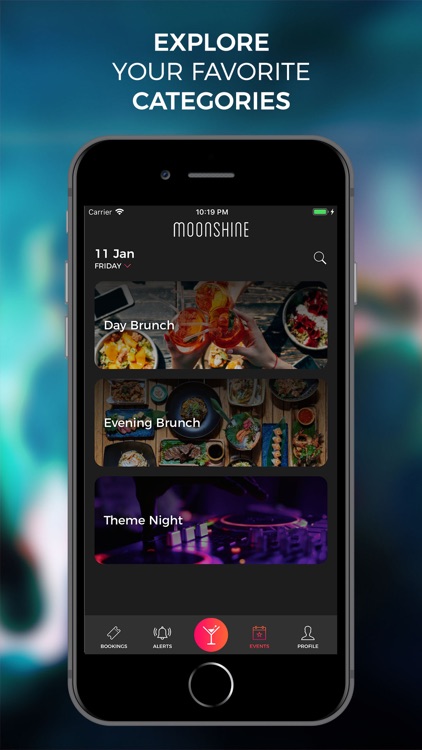 EXPLORE
YOUR FAVORITE
CATEGORIES
Carrier 10:19 PM
MOONSHINE
11 Jan
FRIDAY
Day Brunch
Evening Brunch
Theme Night
BOOKINGS ALERTS EVENTS PROFILE